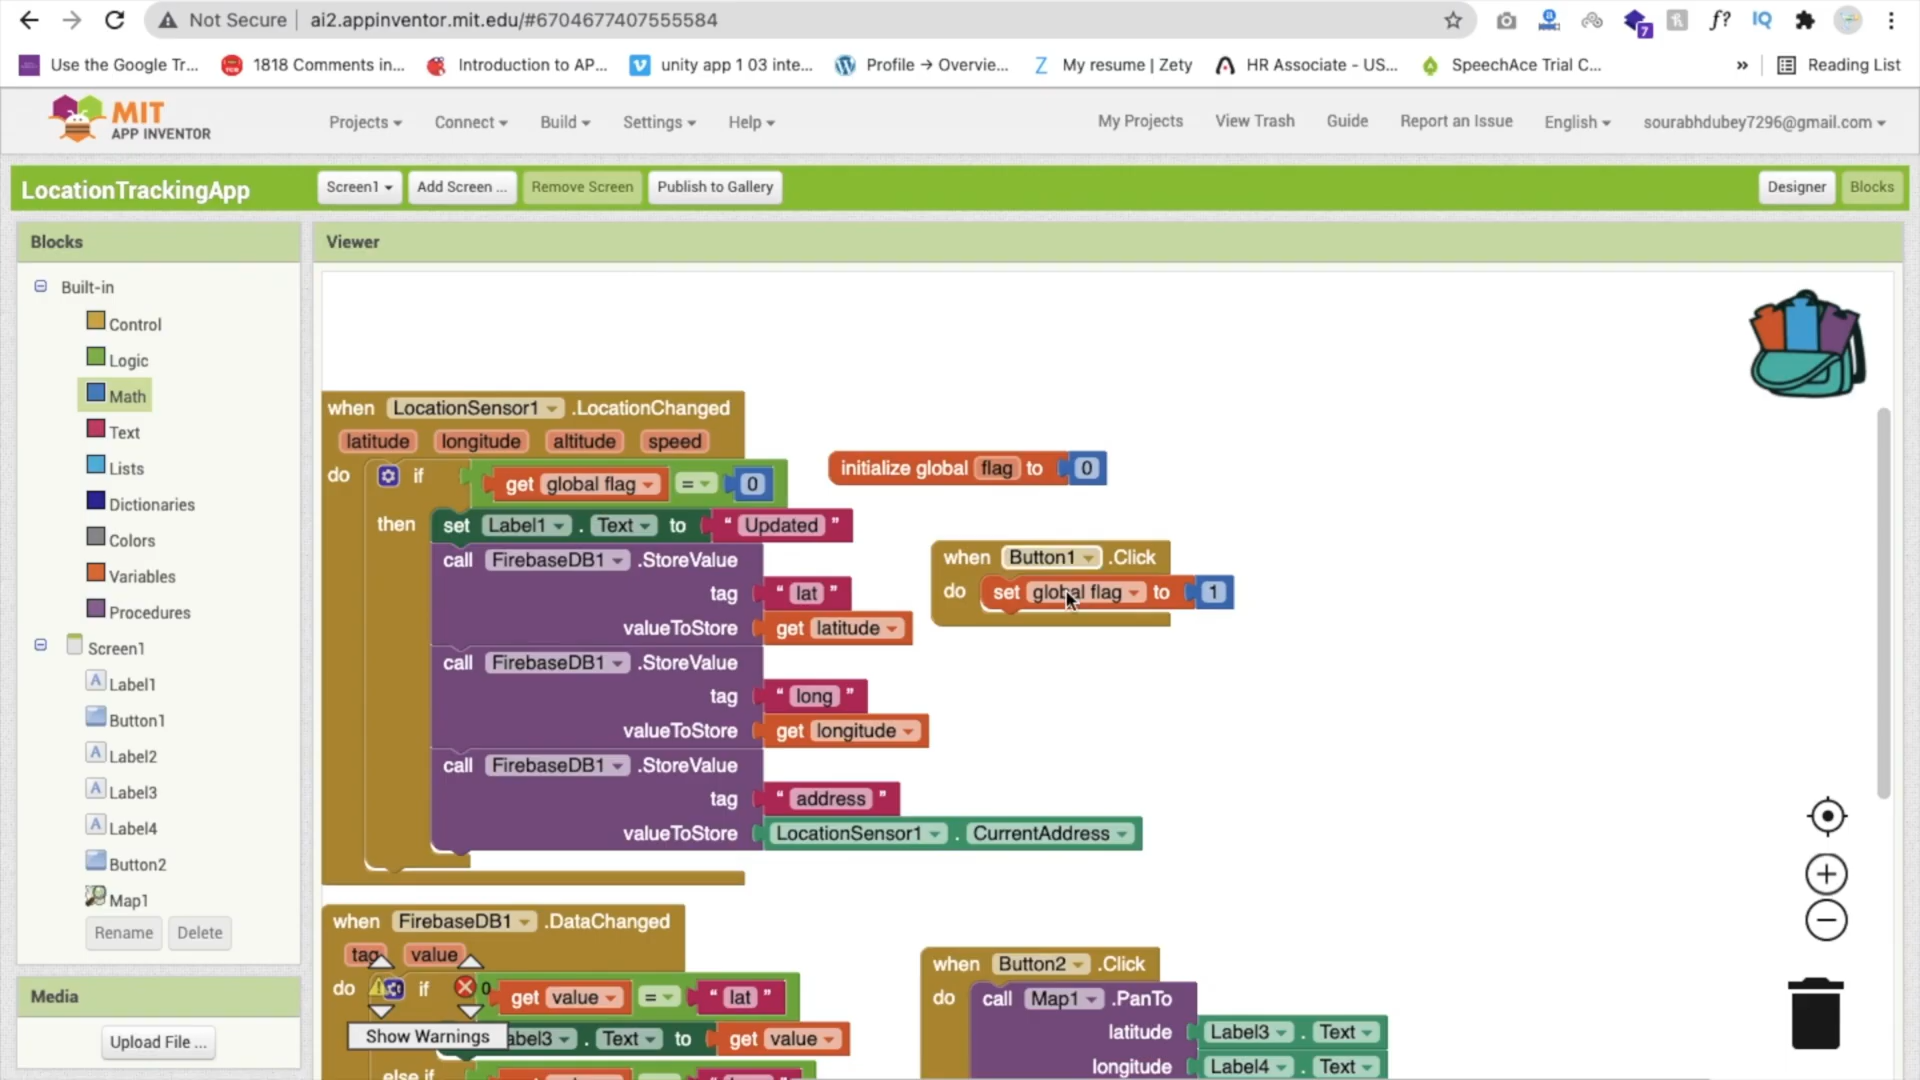 Not Secure | ai2.appinventor.mit.edu/#6704677407555584
7
Use the Google Tr... 1818 Comments in... Introduction to AP... unity app 1 03 inte... Profile → Overvie... My resume | Zety HR Associate - US... SpeechAce Trial C... » Reading List
MIT
APP INVENTOR
Projects Connect Build Settings Help My Projects View Trash Guide Report an Issue English sourabhdubey7296@gmail.com
LocationTrackingApp Screen1 Add Screen ... Remove Screen Publish to Gallery Designer Blocks
Blocks Viewer
Built-in
Control
Logic
Math
Text
Lists
Dictionaries
Colors
Variables
Procedures
Screen1
Label1
Button1
Label2
Label3
Label4
Button2
Map1
Rename Delete
Media
Upload File ...
when LocationSensor1 .LocationChanged
latitude longitude altitude speed
do if get global flag = 0
then set Label1 . Text to " Updated "
call FirebaseDB1 .StoreValue
tag " lat "
valueToStore get latitude
call FirebaseDB1 .StoreValue
tag " long "
valueToStore get longitude
call FirebaseDB1 .StoreValue
tag " address "
valueToStore LocationSensor1 . CurrentAddress
initialize global flag to 0
when Button1 .Click
do set global flag to 1
when FirebaseDB1 .DataChanged
tag value
do if 0 get value = " lat "
Show Warnings abel3 . Text to get value
else if
when Button2 .Click
do call Map1 .PanTo
latitude Label3 . Text
longitude Label4 . Text